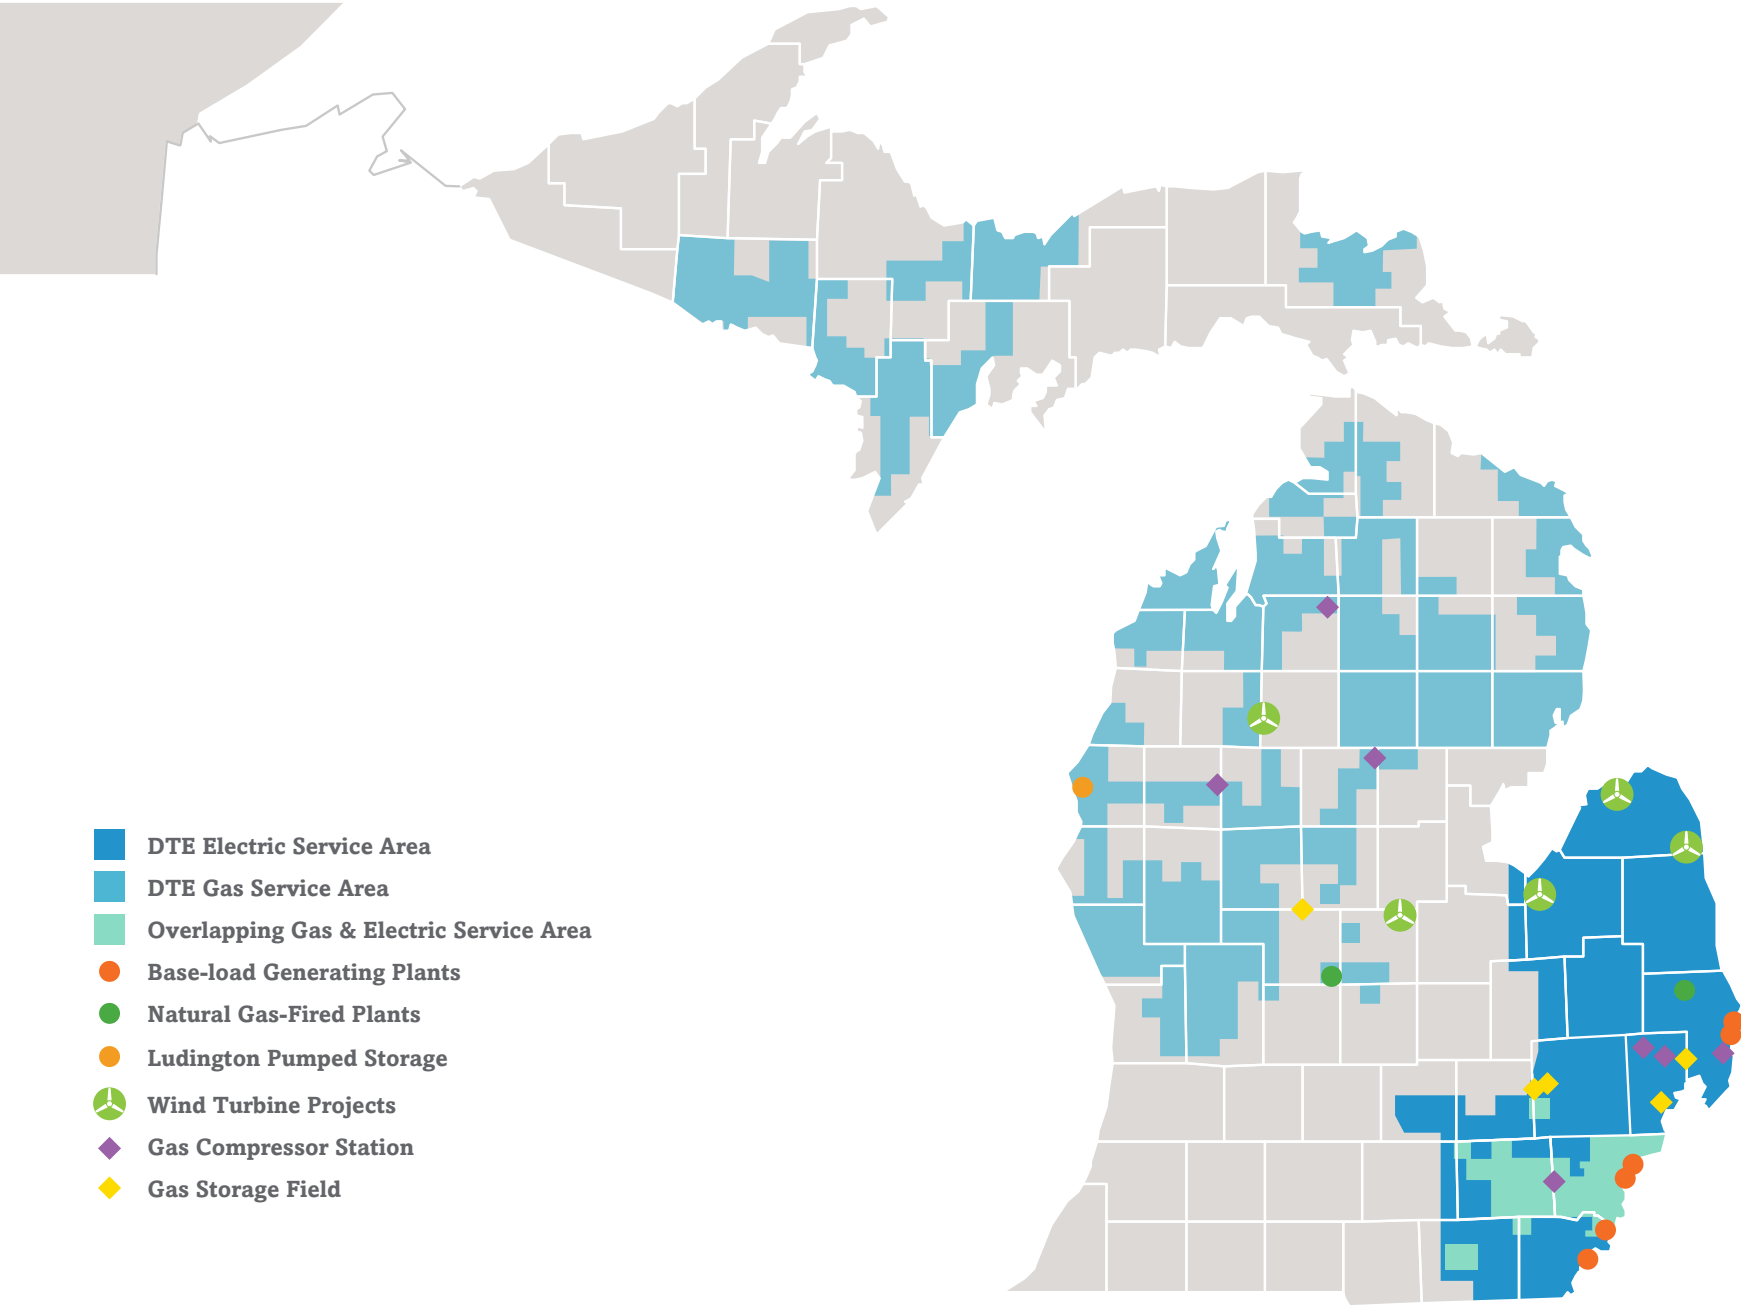 DTE Electric Service Area
DTE Gas Service Area
Overlapping Gas & Electric Service Area
Base-load Generating Plants
Natural Gas-Fired Plants
Ludington Pumped Storage
Wind Turbine Projects
Gas Compressor Station
Gas Storage Field